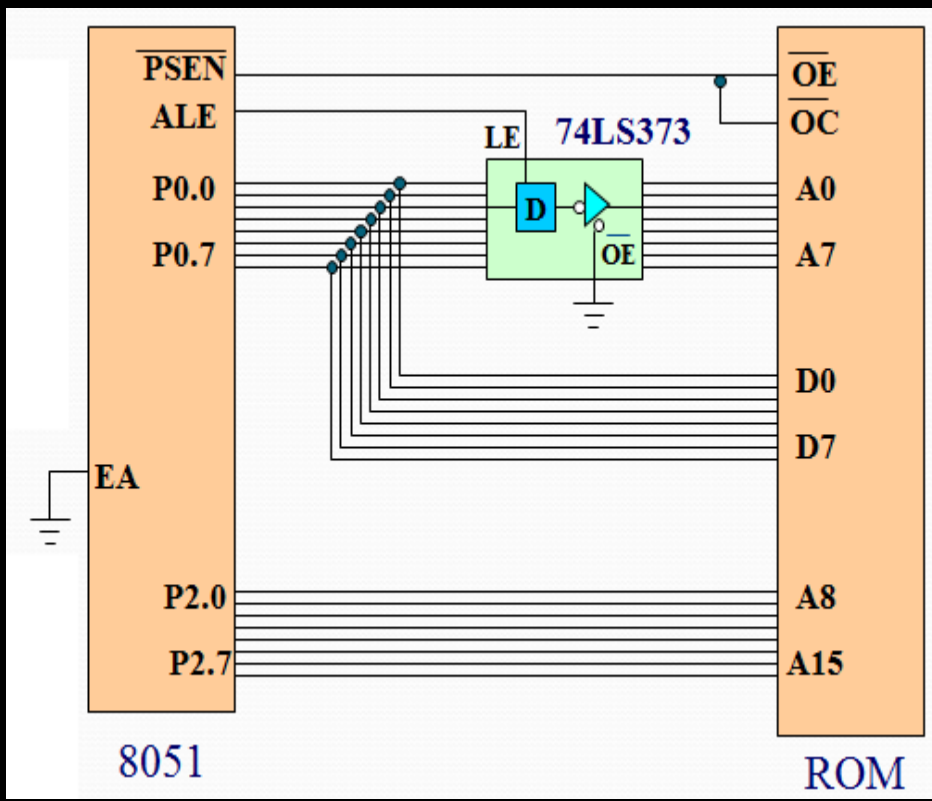 PSEN
ALE
P0.0
P0.7
EA
P2.0
P2.7
8051
LE
74LS373
D
OE
OE
OC
A0
A7
D0
D7
A8
A15
ROM